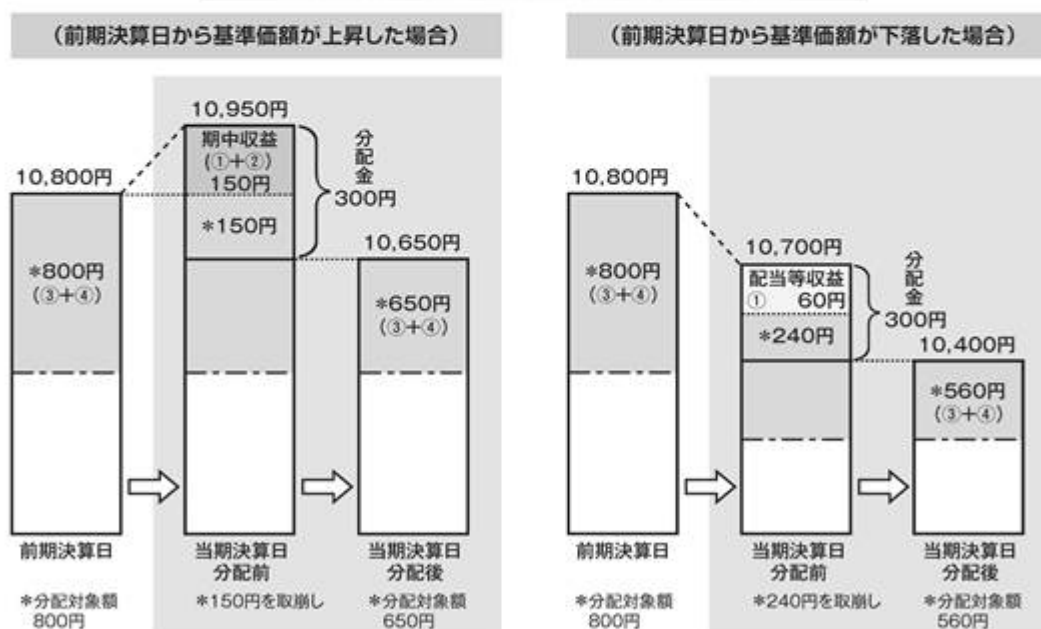 (前期決算日から基準価額が上昇した場合)
10,950円
期中収益
(①+②)
150円
分配金
300円
10,800円
*150円
10,650円
*800円
(③+④)
*650円
(③+④)
前期決算日
当期決算日
分配前
当期決算日
分配後
*分配対象額
800円
*150円を取崩し
*分配対象額
650円
(前期決算日から基準価額が下落した場合)
10,800円
10,700円
配当等収益
① 60円
分配金
300円
*240円
*800円
(③+④)
10,400円
*560円
(③+④)
前期決算日
当期決算日
分配前
当期決算日
分配後
*分配対象額
800円
*240円を取崩し
*分配対象額
560円